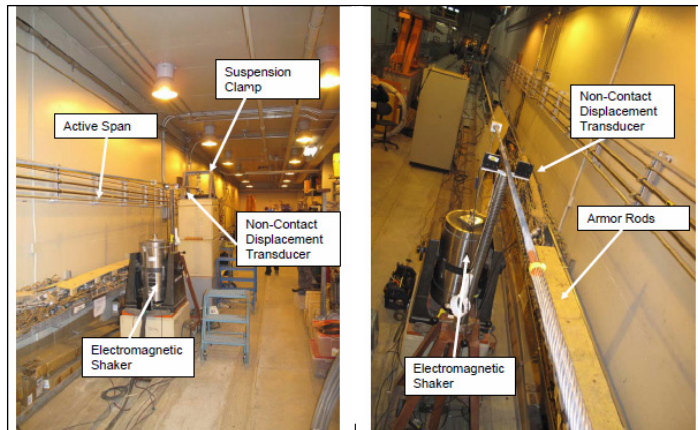 Suspension
Clamp
Active Span
Non-Contact
Displacement
Transducer
Electromagnetic
Shaker
Non-Contact
Displacement
Transducer
Armor Rods
Electromagnetic
Shaker